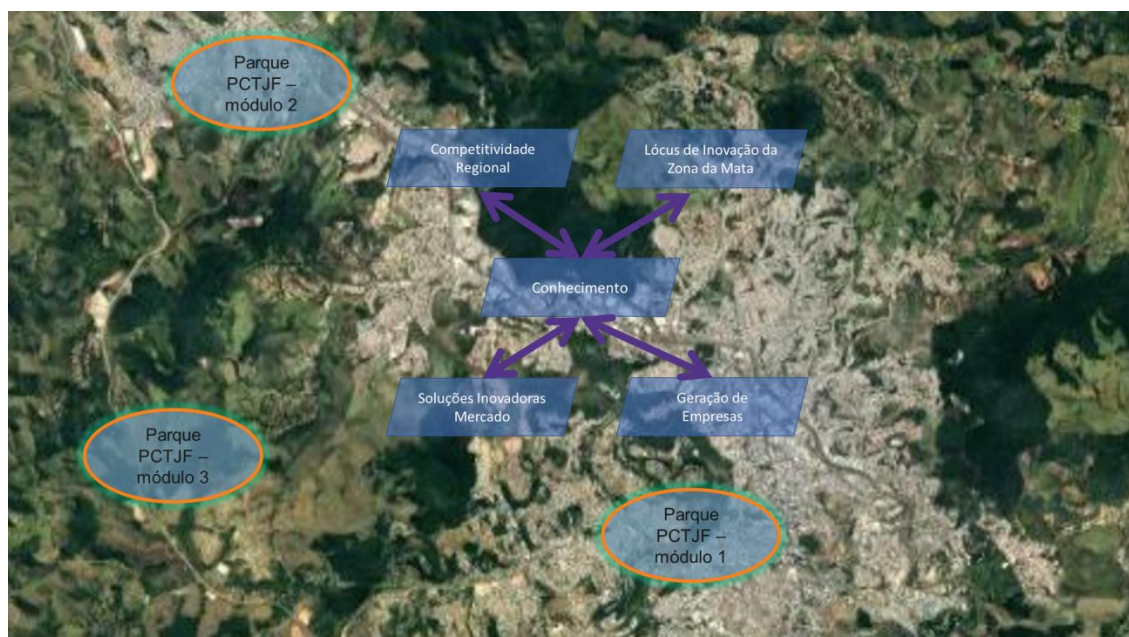 Parque
PCTJF –
módulo 2
Competitividade
Regional
Lócus de Inovação da
Zona da Mata
Conhecimento
Soluções Inovadoras
Mercado
Geração de
Empresas
Parque
PCTJF –
módulo 3
Parque
PCTJF –
módulo 1